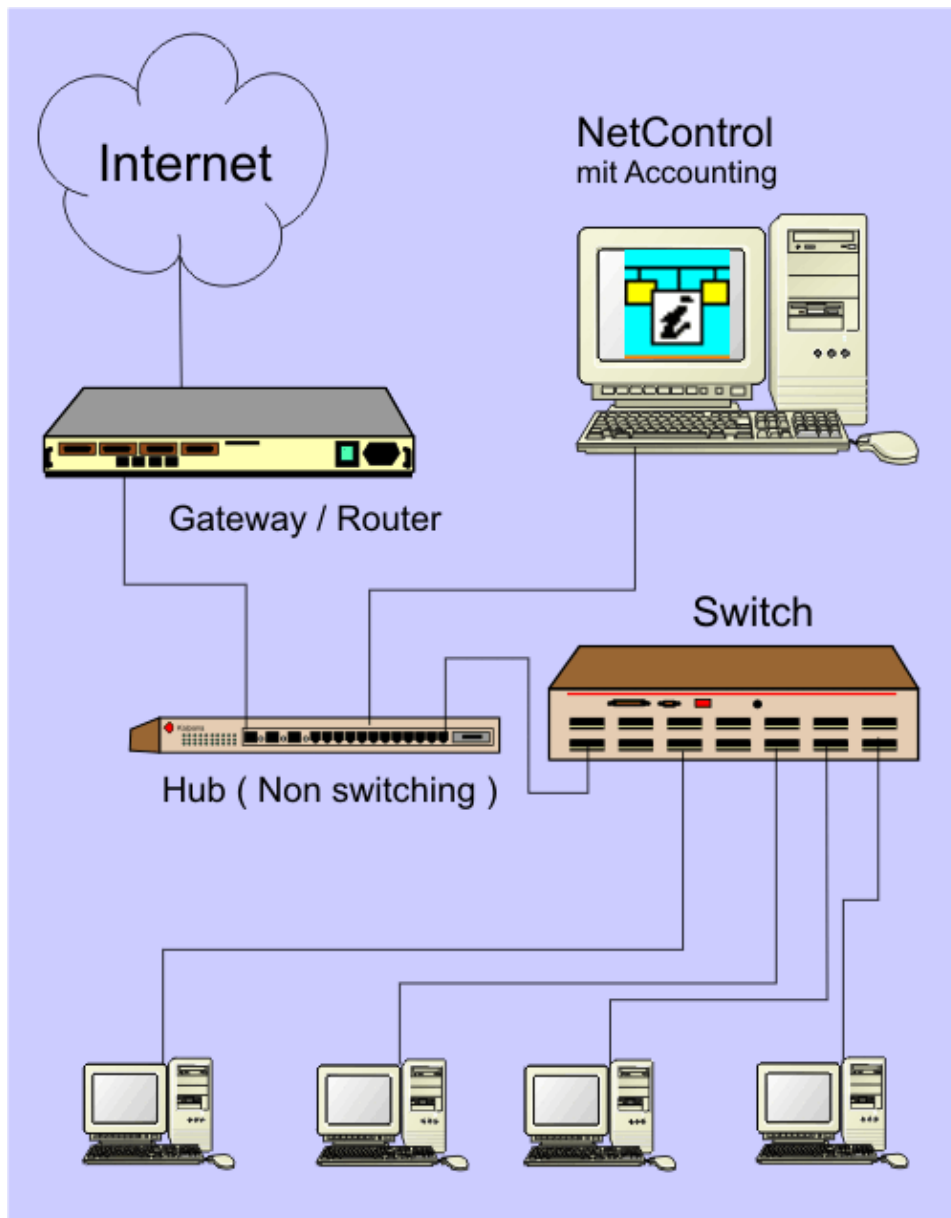 Internet
NetControl
mit Accounting
Gateway / Router
Switch
Hub ( Non switching )